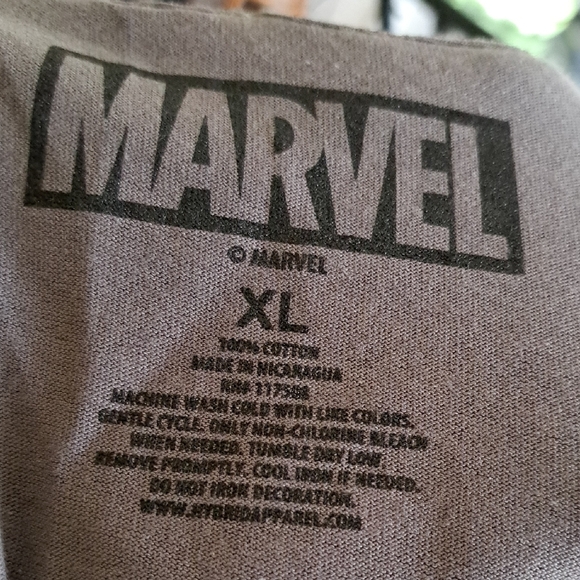 MARVEL
© MARVEL
XL
100% COTTON
MADE IN NICARAGUA
RN# 117508
MACHINE WASH COLD WITH LIKE COLORS.
GENTLE CYCLE. ONLY NON-CHLORINE BLEACH
WHEN NEEDED. TUMBLE DAY LOW.
REMOVE PROMPTLY. COOL IRON IF NEEDED.
DO NOT IRON DECORATION.
WWW.HYBRIDAPPAREL.COM